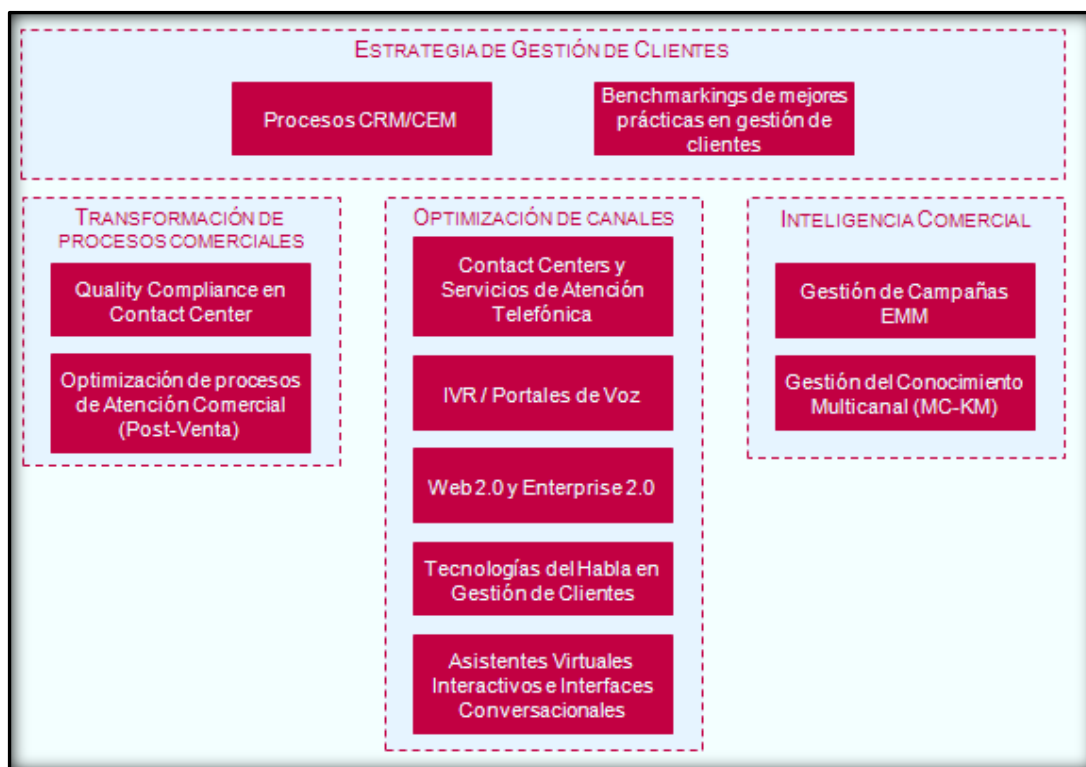 ESTRATEGIA DE GESTIÓN DE CLIENTES
Procesos CRM/CEM
Benchmarkings de mejores
prácticas en gestión de
clientes
TRANSFORMACIÓN DE
PROCESOS COMERCIALES
Quality Compliance en
Contact Center
Optimización de procesos
de Atención Comercial
(Post-Venta)
OPTIMIZACIÓN DE CANALES
Contact Centers y
Servicios de Atención
Telefónica
IVR / Portales de Voz
Web 2.0 y Enterprise 2.0
Tecnologías del Habla en
Gestión de Clientes
Asistentes Virtuales
Interactivos e Interfaces
Conversacionales
INTELIGENCIA COMERCIAL
Gestión de Campañas
EMM
Gestión del Conocimiento
Multicanal (MC-KM)